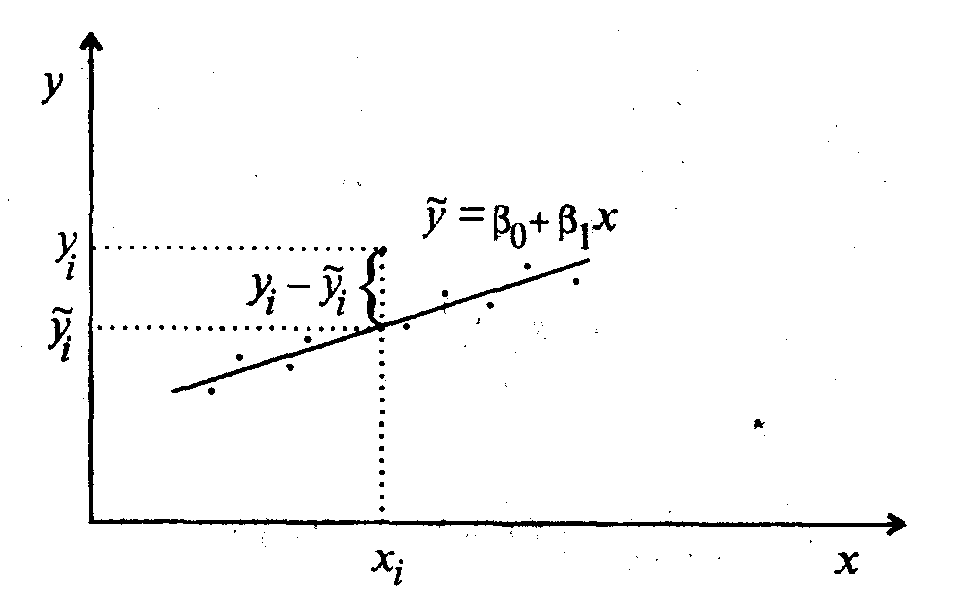 y
ỹ = β₀ + β₁x
yᵢ
yᵢ − ỹᵢ
ỹᵢ
xᵢ
x